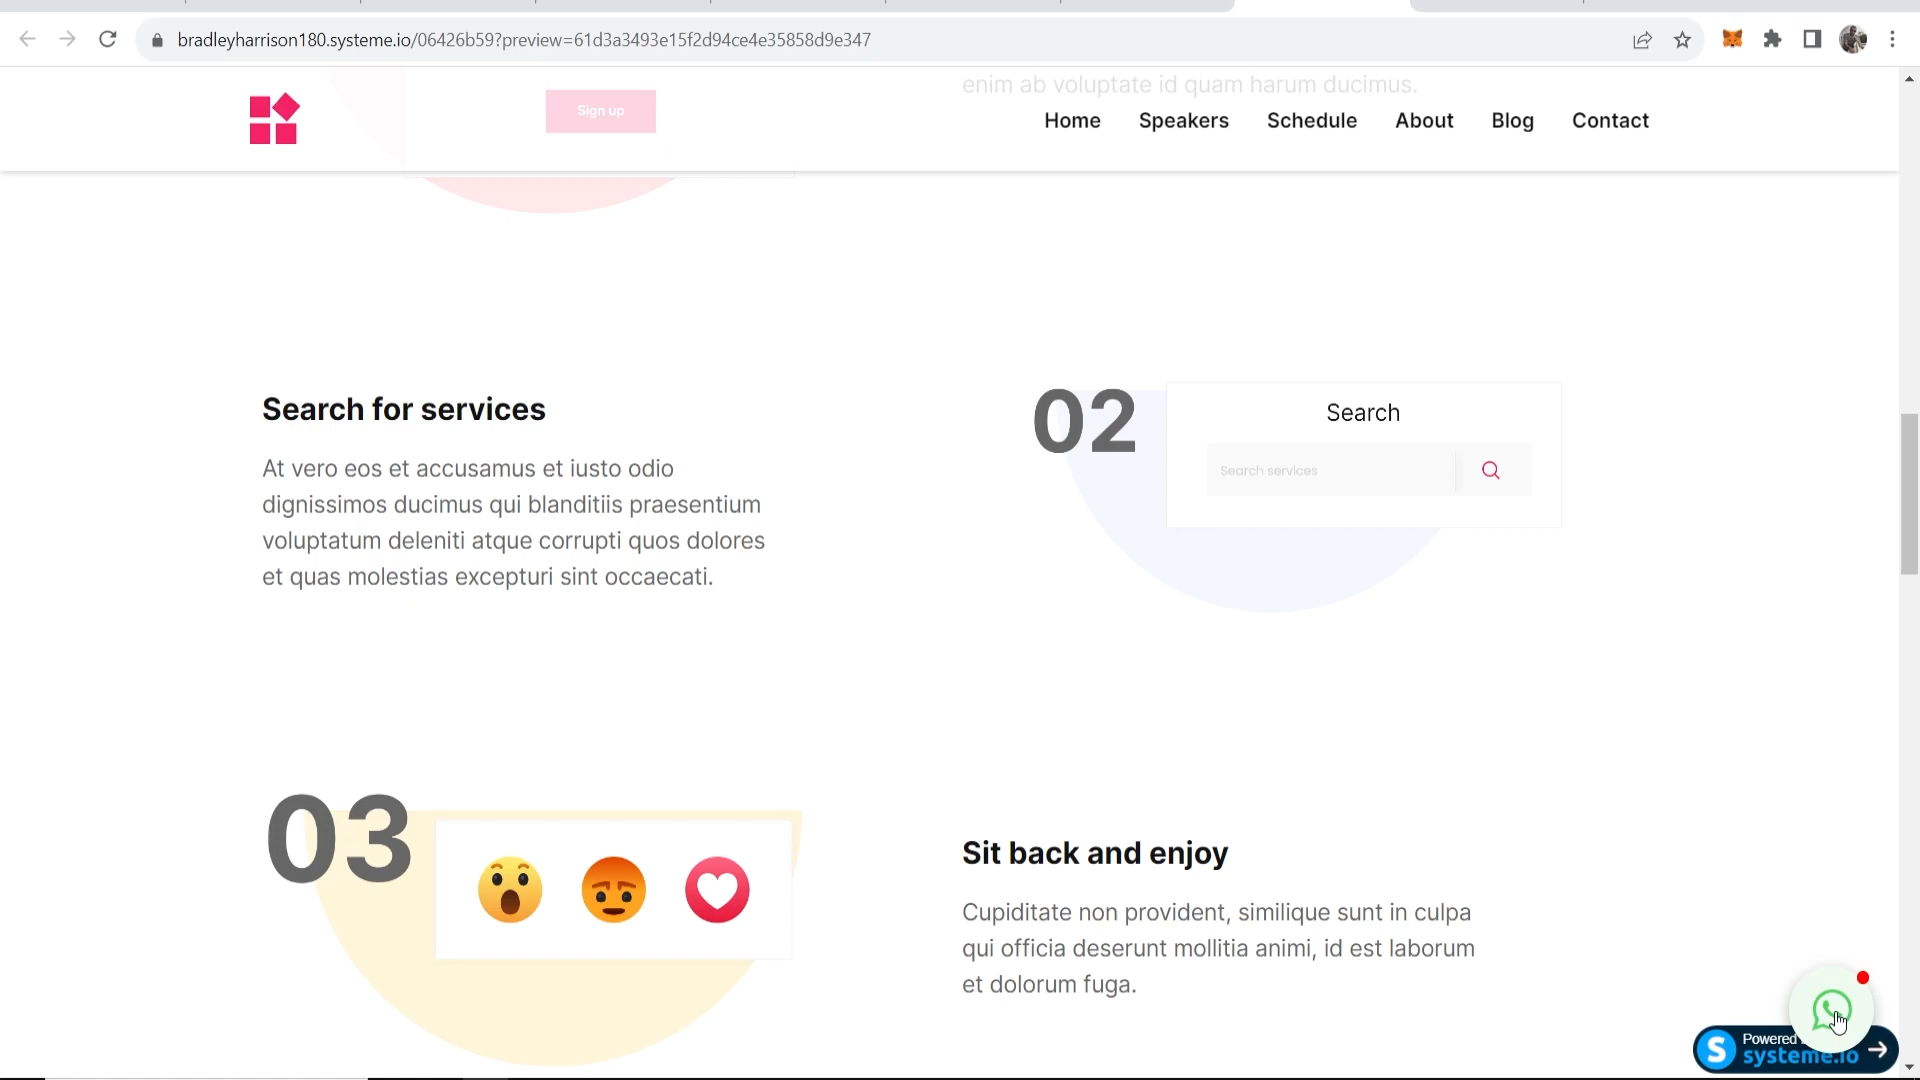 bradleyharrison180.systeme.io/06426b59?preview=61d3a3493e15f2d94ce4e35858d9e347
enim ab voluptate id quam harum ducimus.
Sign up
Home Speakers Schedule About Blog Contact
Search for services
At vero eos et accusamus et iusto odio
dignissimos ducimus qui blanditiis praesentium
voluptatum deleniti atque corrupti quos dolores
et quas molestias excepturi sint occaecati.
02
Search
Search services
03
Sit back and enjoy
Cupiditate non provident, similique sunt in culpa
qui officia deserunt mollitia animi, id est laborum
et dolorum fuga.
S
Powered
systeme.io